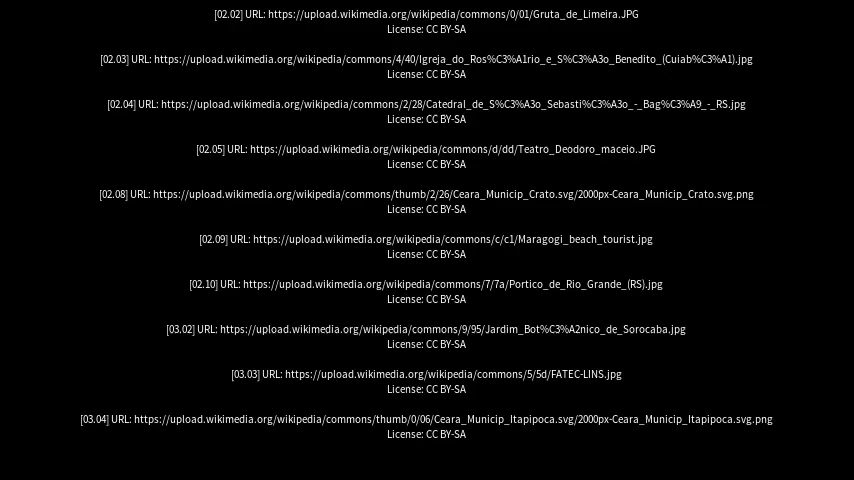 [02.02] URL: https://upload.wikimedia.org/wikipedia/commons/0/01/Gruta_de_Limeira.JPG
License: CC BY-SA
[02.03] URL: https://upload.wikimedia.org/wikipedia/commons/4/40/Igreja_do_Ros%C3%A1rio_e_S%C3%A3o_Benedito_(Cuiab%C3%A1).jpg
License: CC BY-SA
[02.04] URL: https://upload.wikimedia.org/wikipedia/commons/2/28/Catedral_de_S%C3%A3o_Sebasti%C3%A3o_-_Bag%C3%A9_-_RS.jpg
License: CC BY-SA
[02.05] URL: https://upload.wikimedia.org/wikipedia/commons/d/dd/Teatro_Deodoro_maceio.JPG
License: CC BY-SA
[02.08] URL: https://upload.wikimedia.org/wikipedia/commons/thumb/2/26/Ceara_Municip_Crato.svg/2000px-Ceara_Municip_Crato.svg.png
License: CC BY-SA
[02.09] URL: https://upload.wikimedia.org/wikipedia/commons/c/c1/Maragogi_beach_tourist.jpg
License: CC BY-SA
[02.10] URL: https://upload.wikimedia.org/wikipedia/commons/7/7a/Portico_de_Rio_Grande_(RS).jpg
License: CC BY-SA
[03.02] URL: https://upload.wikimedia.org/wikipedia/commons/9/95/Jardim_Bot%C3%A2nico_de_Sorocaba.jpg
License: CC BY-SA
[03.03] URL: https://upload.wikimedia.org/wikipedia/commons/5/5d/FATEC-LINS.jpg
License: CC BY-SA
[03.04] URL: https://upload.wikimedia.org/wikipedia/commons/thumb/0/06/Ceara_Municip_Itapipoca.svg/2000px-Ceara_Municip_Itapipoca.svg.png
License: CC BY-SA